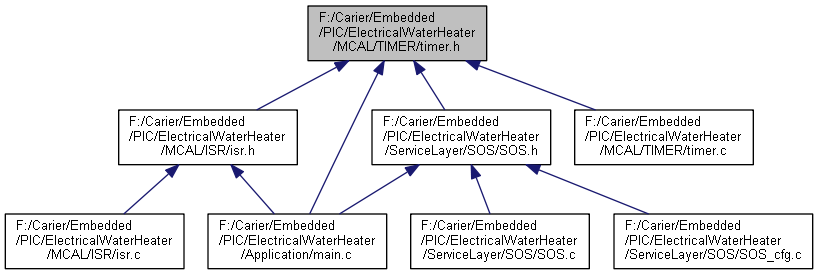 F:/Carier/Embedded
/PIC/ElectricalWaterHeater
/MCAL/TIMER/timer.h
F:/Carier/Embedded
/PIC/ElectricalWaterHeater
/MCAL/ISR/isr.h
F:/Carier/Embedded
/PIC/ElectricalWaterHeater
/ServiceLayer/SOS/SOS.h
F:/Carier/Embedded
/PIC/ElectricalWaterHeater
/MCAL/TIMER/timer.c
F:/Carier/Embedded
/PIC/ElectricalWaterHeater
/MCAL/ISR/isr.c
F:/Carier/Embedded
/PIC/ElectricalWaterHeater
/Application/main.c
F:/Carier/Embedded
/PIC/ElectricalWaterHeater
/ServiceLayer/SOS/SOS.c
F:/Carier/Embedded
/PIC/ElectricalWaterHeater
/ServiceLayer/SOS/SOS_cfg.c